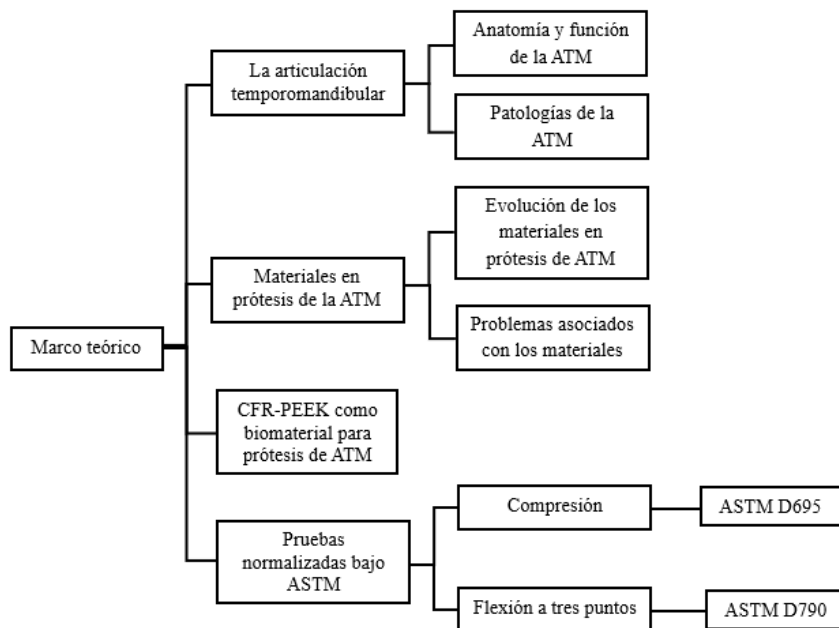 Marco teórico
La articulación
temporomandibular
Anatomía y función
de la ATM
Patologías de la
ATM
Materiales en
prótesis de la ATM
Evolución de los
materiales en
prótesis de ATM
Problemas asociados
con los materiales
CFR-PEEK como
biomaterial para
prótesis de ATM
Pruebas
normalizadas bajo
ASTM
Compresión
ASTM D695
Flexión a tres puntos
ASTM D790